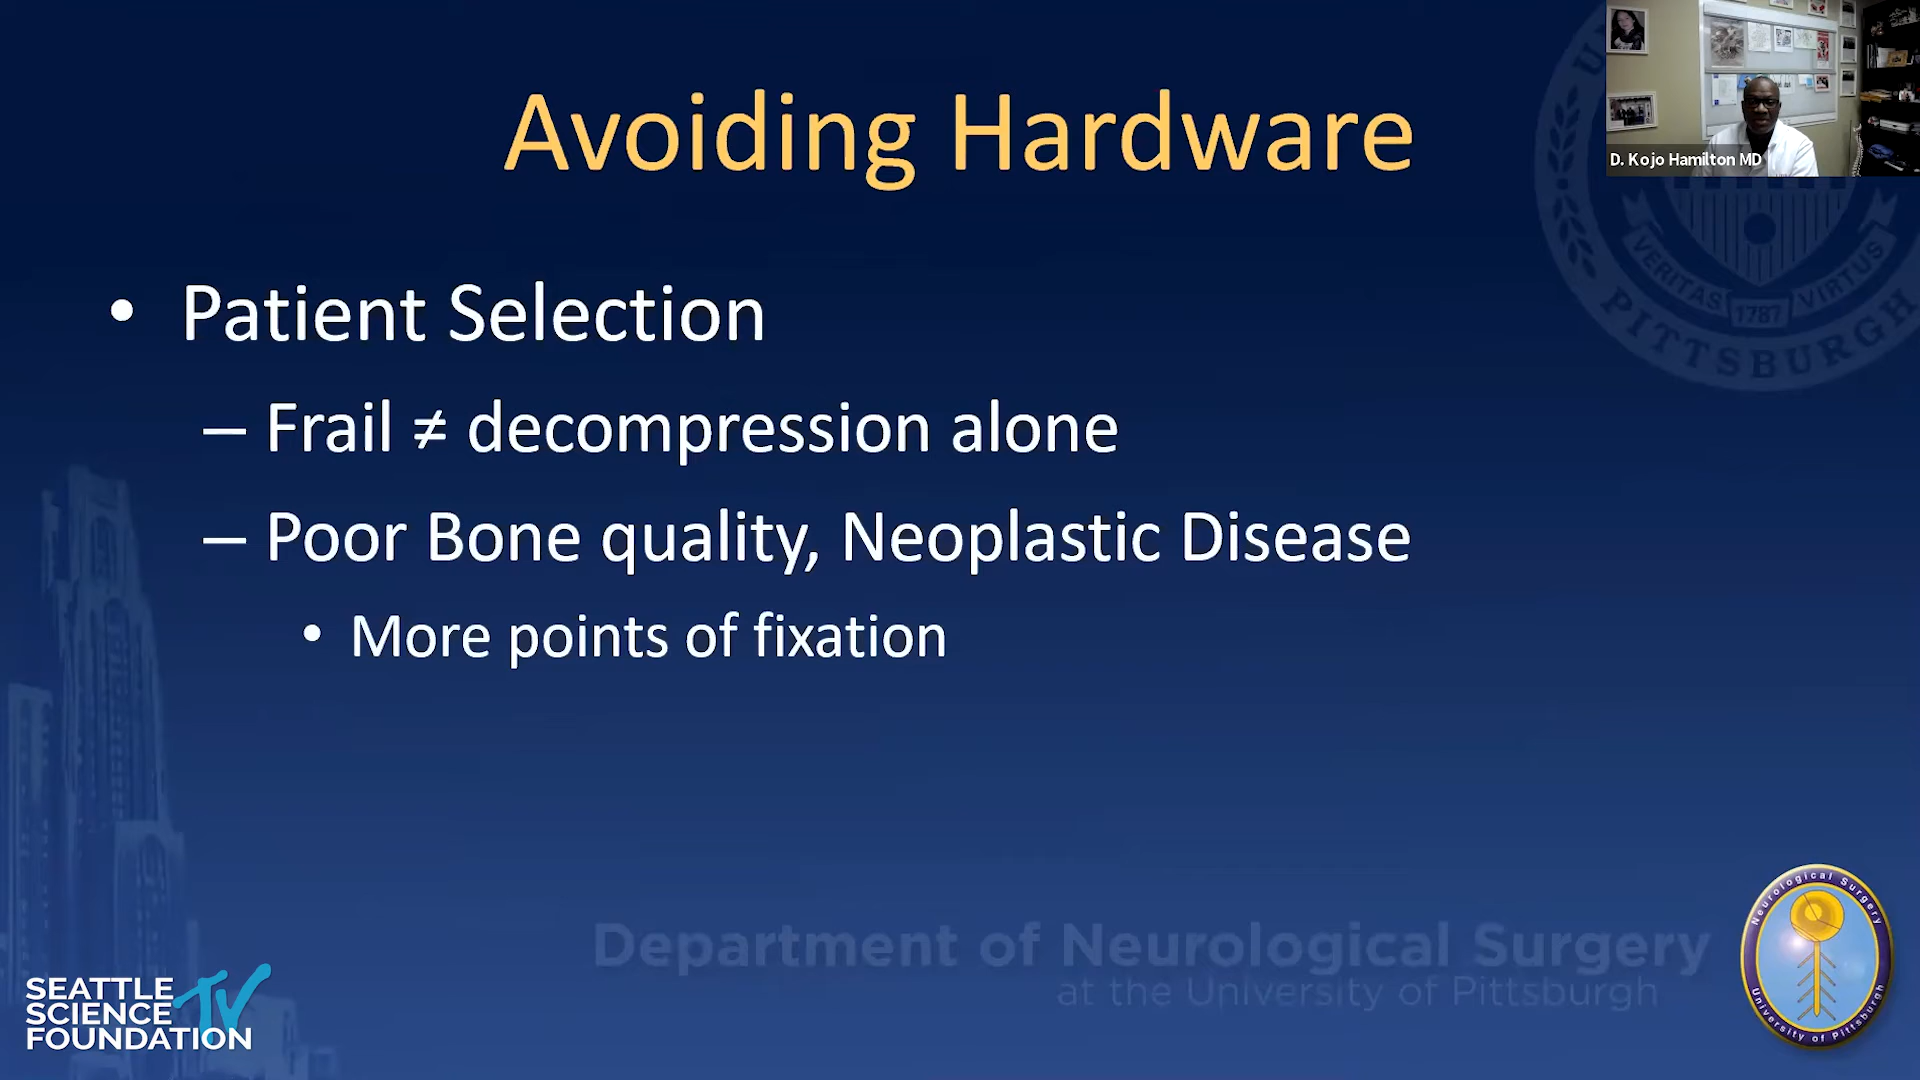 Avoiding Hardware
D. Kojo Hamilton MD
• Patient Selection
– Frail ≠ decompression alone
– Poor Bone quality, Neoplastic Disease
• More points of fixation
VERITAS
1787
VIRTUS
PITTSBURGH
Department of Neurological Surgery
at the University of Pittsburgh
SEATTLE
SCIENCE
FOUNDATION
TV
Neurological Surgery
University of Pittsburgh